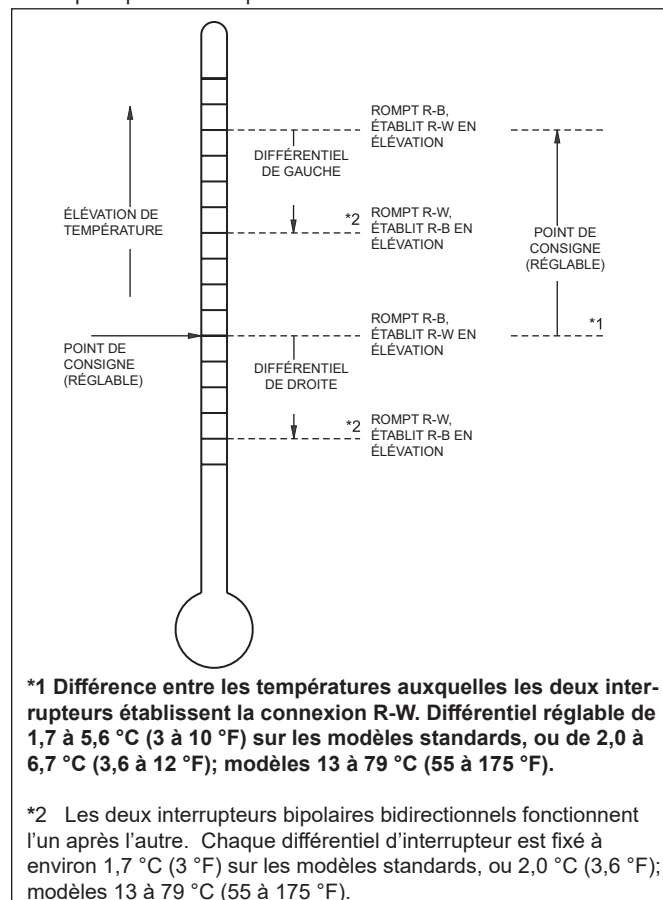 ROMPT R-B,
ÉTABLIT R-W EN
ÉLÉVATION
DIFFÉRENTIEL
DE GAUCHE
*2 ROMPT R-W,
ÉTABLIT R-B EN
ÉLÉVATION
ÉLÉVATION DE
TEMPÉRATURE
POINT DE
CONSIGNE
(RÉGLABLE)
ROMPT R-B,
ÉTABLIT R-W EN
ÉLÉVATION
*1
POINT DE
CONSIGNE
(RÉGLABLE)
DIFFÉRENTIEL
DE DROITE
*2 ROMPT R-W,
ÉTABLIT R-B EN
ÉLÉVATION
*1 Différence entre les températures auxquelles les deux inter-
rupteurs établissent la connexion R-W. Différentiel réglable de
1,7 à 5,6 °C (3 à 10 °F) sur les modèles standards, ou de 2,0 à
6,7 °C (3,6 à 12 °F); modèles 13 à 79 °C (55 à 175 °F).
*2 Les deux interrupteurs bipolaires bidirectionnels fonctionnent
l'un après l'autre. Chaque différentiel d'interrupteur est fixé à
environ 1,7 °C (3 °F) sur les modèles standards, ou 2,0 °C (3,6 °F);
modèles 13 à 79 °C (55 à 175 °F).